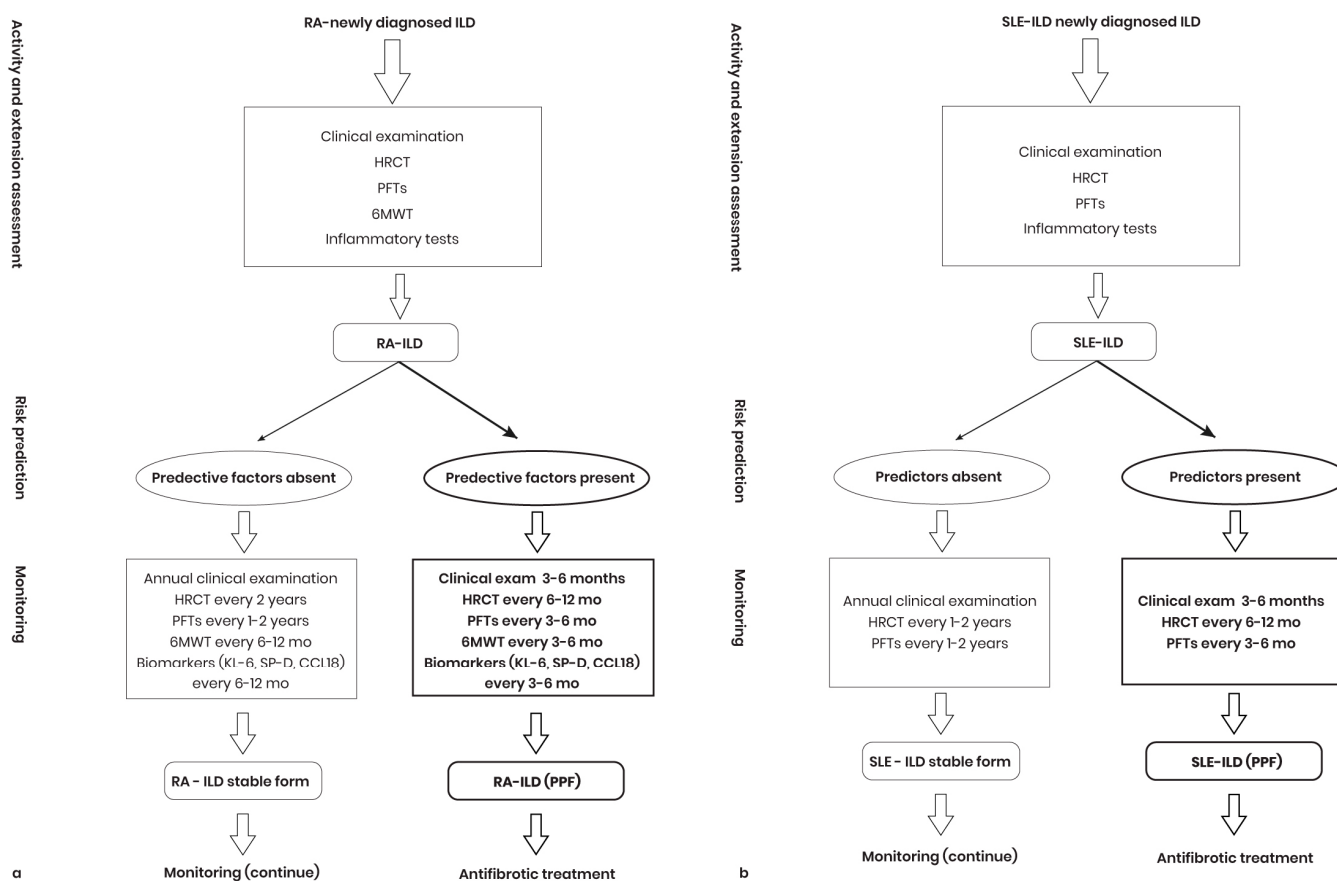 Activity and extension assessment
RA-newly diagnosed ILD
Clinical examination
HRCT
PFTs
6MWT
Inflammatory tests
RA-ILD
Risk prediction
Predective factors absent
Predective factors present
Monitoring
Annual clinical examination
HRCT every 2 years
PFTs every 1-2 years
6MWT every 6-12 mo
Biomarkers (KL-6, SP-D, CCL18)
every 6-12 mo
Clinical exam 3-6 months
HRCT every 6-12 mo
PFTs every 3-6 mo
6MWT every 3-6 mo
Biomarkers (KL-6, SP-D, CCL18)
every 3-6 mo
RA - ILD stable form
RA-ILD (PPF)
Monitoring (continue)
Antifibrotic treatment
a
Activity and extension assessment
SLE-ILD newly diagnosed ILD
Clinical examination
HRCT
PFTs
Inflammatory tests
SLE-ILD
Risk prediction
Predictors absent
Predictors present
Monitoring
Annual clinical examination
HRCT every 1-2 years
PFTs every 1-2 years
Clinical exam 3-6 months
HRCT every 6-12 mo
PFTs every 3-6 mo
SLE - ILD stable form
SLE-ILD (PPF)
Monitoring (continue)
Antifibrotic treatment
b